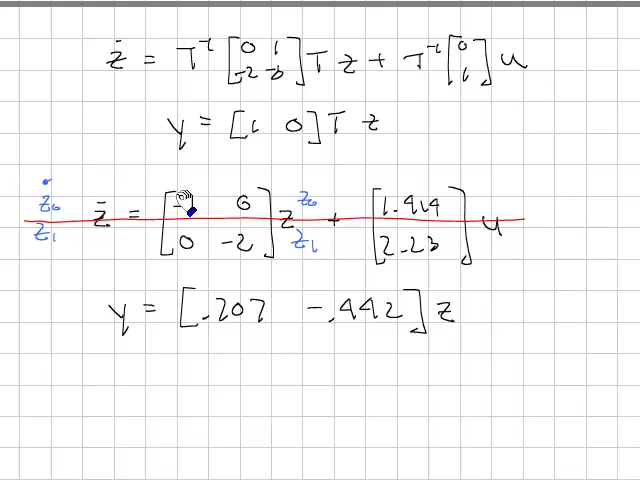 ż = T⁻¹ [0 1; -2 -3] T z + T⁻¹ [0; 1] u
y = [1 0] T z
ż₀
z₁
ż = [- 0; 0 -2] z + [1.414; 2.23] u
z₀
z₁
y = [.207 -.442] z